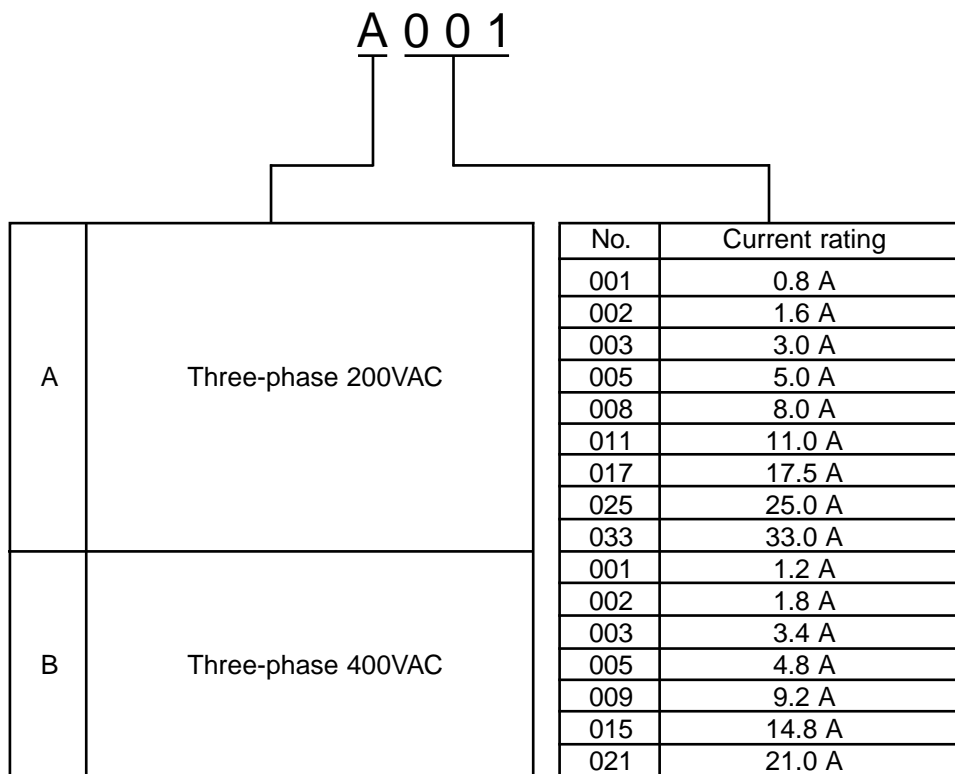 A 0 0 1
No. Current rating
001 0.8 A
002 1.6 A
003 3.0 A
A Three-phase 200VAC 005 5.0 A
008 8.0 A
011 11.0 A
017 17.5 A
025 25.0 A
033 33.0 A
001 1.2 A
002 1.8 A
003 3.4 A
B Three-phase 400VAC 005 4.8 A
009 9.2 A
015 14.8 A
021 21.0 A